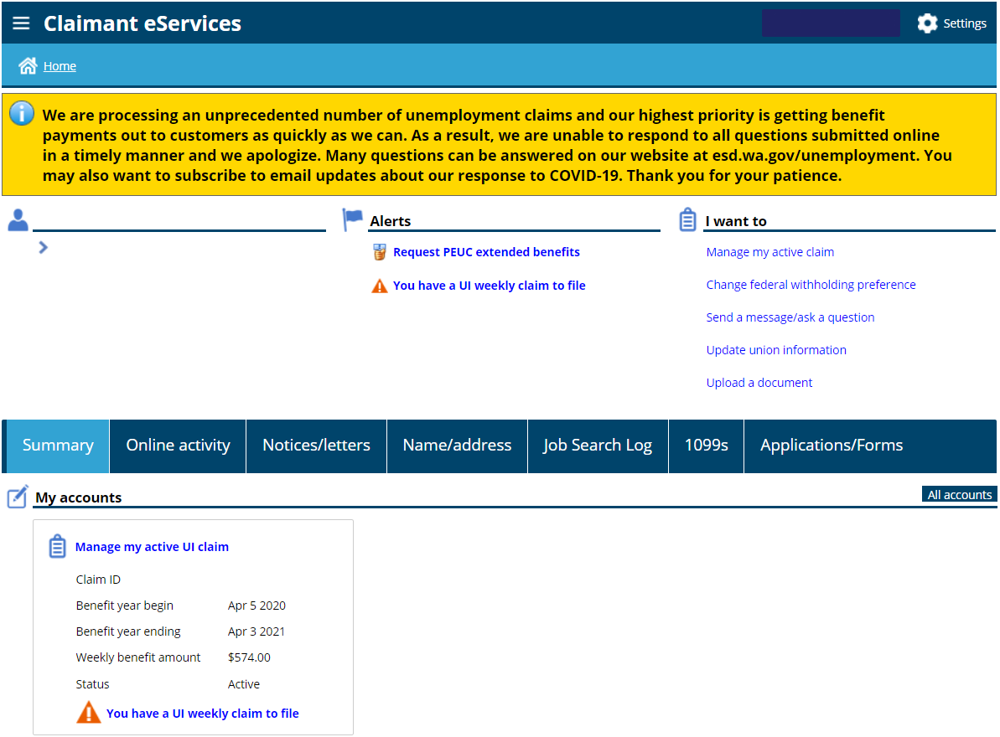 Claimant eServices
Settings
Home
We are processing an unprecedented number of unemployment claims and our highest priority is getting benefit
payments out to customers as quickly as we can. As a result, we are unable to respond to all questions submitted online
in a timely manner and we apologize. Many questions can be answered on our website at esd.wa.gov/unemployment. You
may also want to subscribe to email updates about our response to COVID-19. Thank you for your patience.
Alerts
Request PEUC extended benefits
You have a UI weekly claim to file
I want to
Manage my active claim
Change federal withholding preference
Send a message/ask a question
Update union information
Upload a document
Summary Online activity Notices/letters Name/address Job Search Log 1099s Applications/Forms
My accounts
All accounts
Manage my active UI claim
Claim ID
Benefit year begin Apr 5 2020
Benefit year ending Apr 3 2021
Weekly benefit amount $574.00
Status Active
You have a UI weekly claim to file